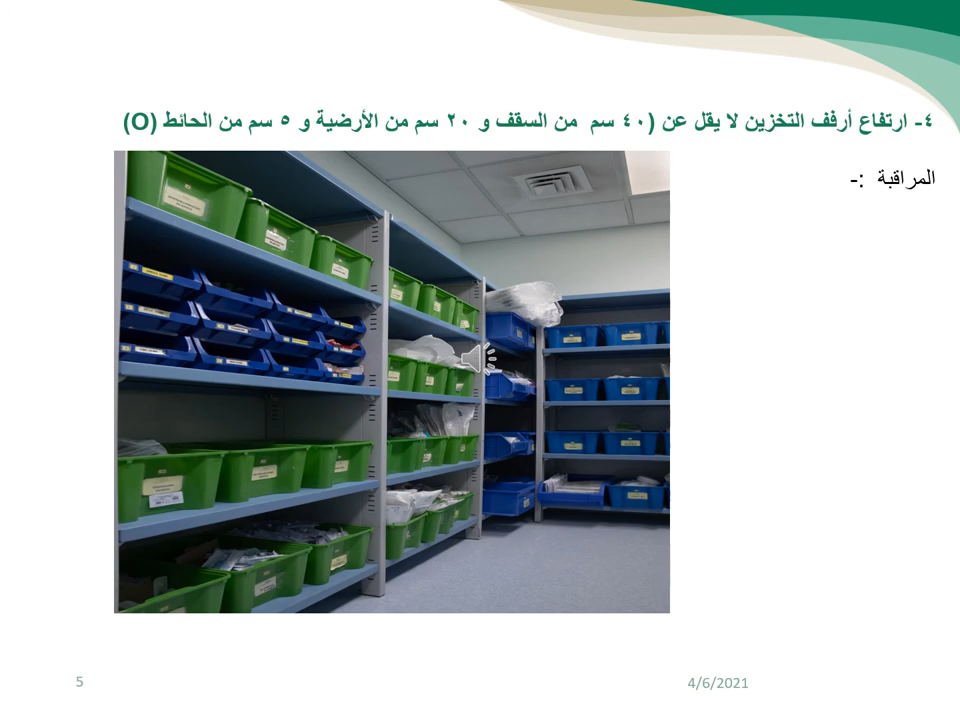 ٤- ارتفاع أرفف التخزين لا يقل عن (٤٠ سم من السقف و ٢٠ سم من الأرضية و ٥ سم من الحائط (O)
المراقبة :-
5
4/6/2021